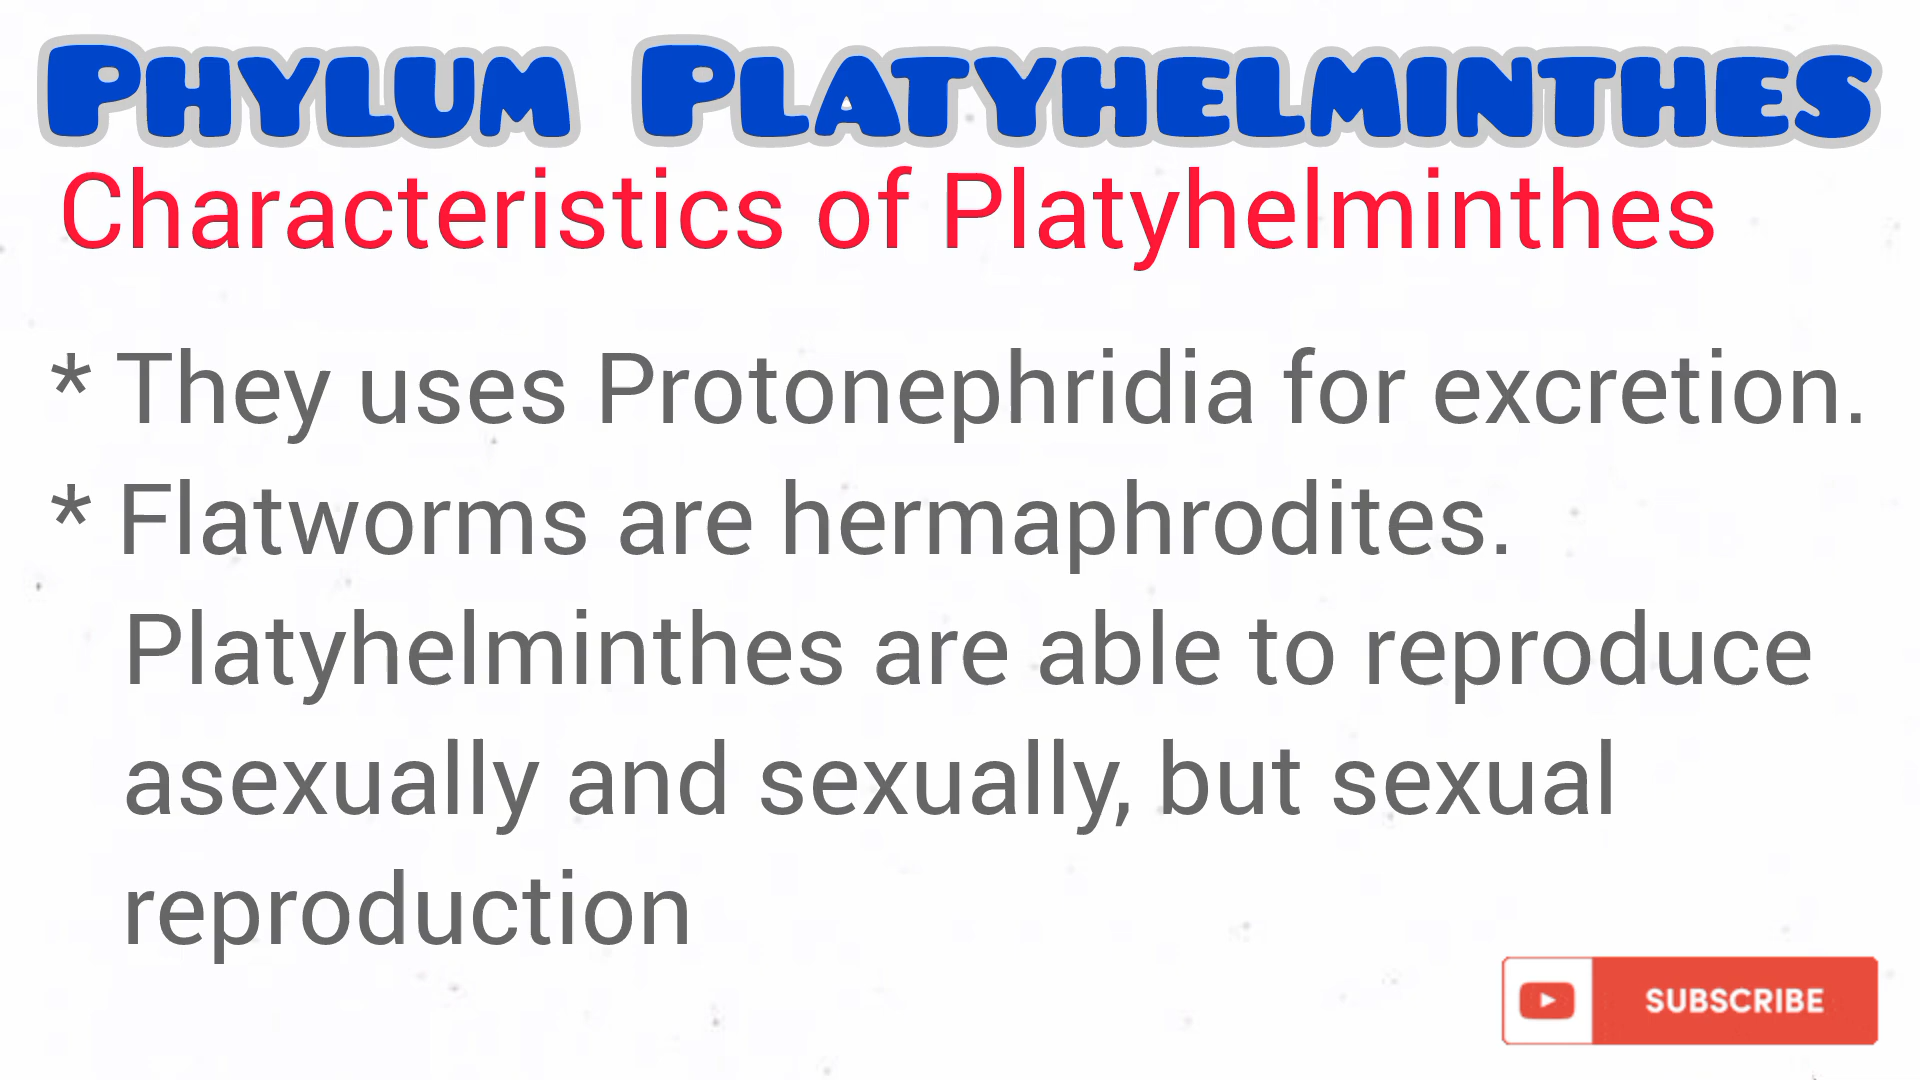 Phylum Platyhelminthes
Characteristics of Platyhelminthes
* They uses Protonephridia for excretion.
* Flatworms are hermaphrodites.
Platyhelminthes are able to reproduce
asexually and sexually, but sexual
reproduction
SUBSCRIBE